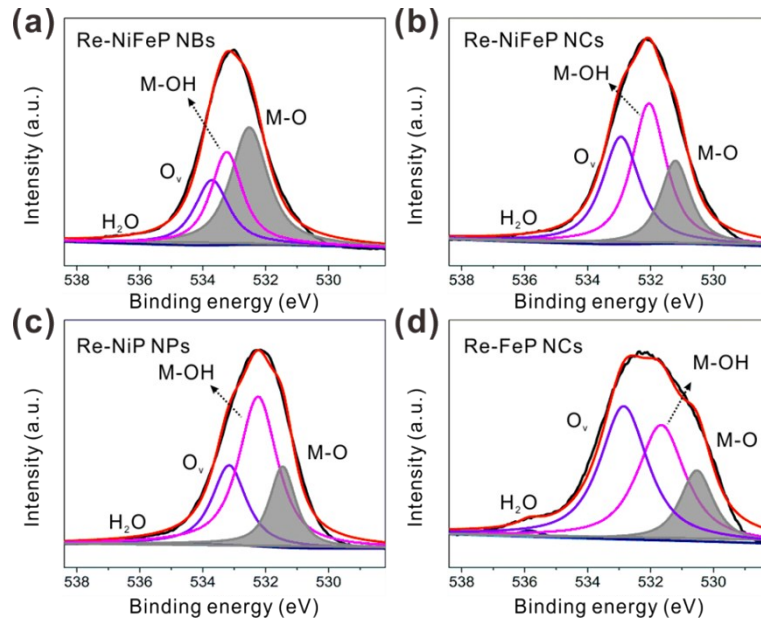 (a)
Re-NiFeP NBs
M-OH
M-O
Oᵥ
H₂O
Intensity (a.u.)
538 536 534 532 530
Binding energy (eV)
(b)
Re-NiFeP NCs
M-OH
Oᵥ
M-O
H₂O
Intensity (a.u.)
538 536 534 532 530
Binding energy (eV)
(c)
Re-NiP NPs
M-OH
Oᵥ
M-O
H₂O
Intensity (a.u.)
538 536 534 532 530
Binding energy (eV)
(d)
Re-FeP NCs
M-OH
Oᵥ
M-O
H₂O
Intensity (a.u.)
538 536 534 532 530
Binding energy (eV)